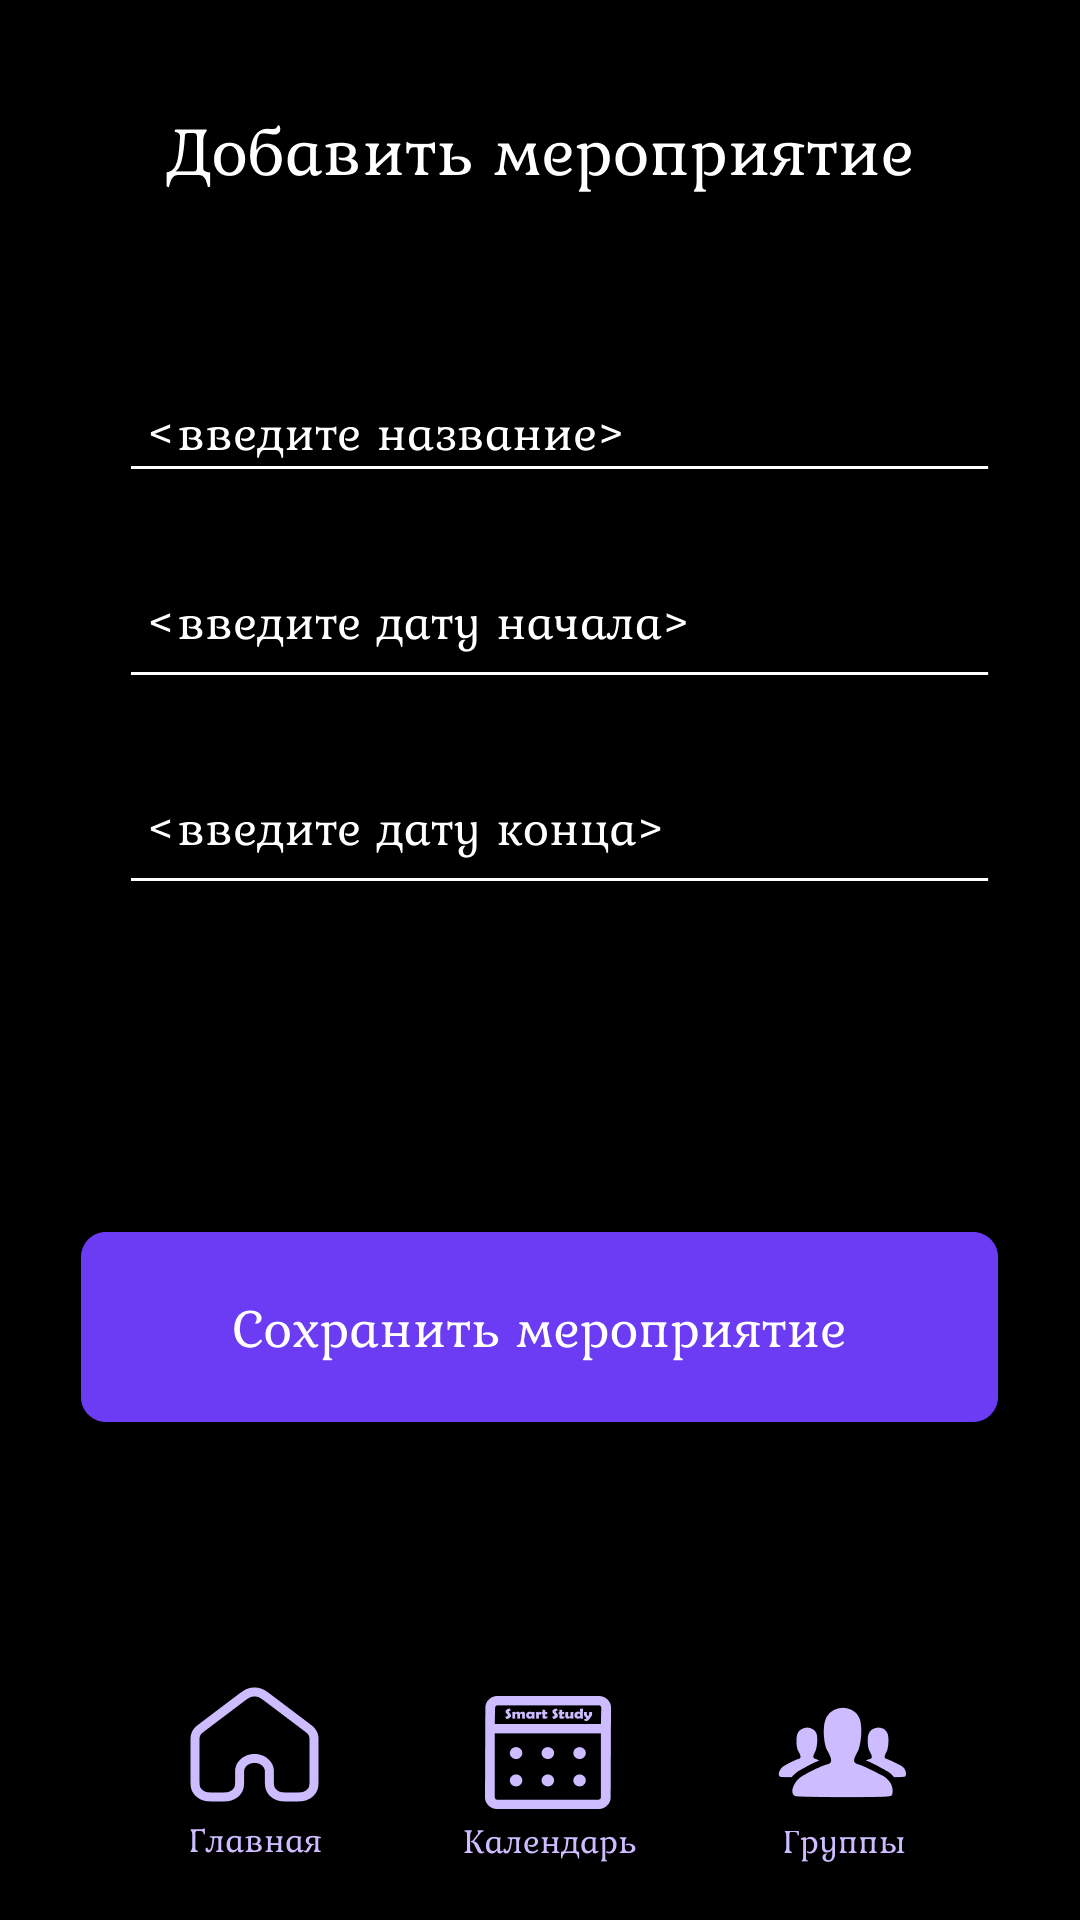 Добавить мероприятие
<введите название>
<введите дату начала>
<введите дату конца>
Сохранить мероприятие
Smart Study
Главная
Календарь
Группы